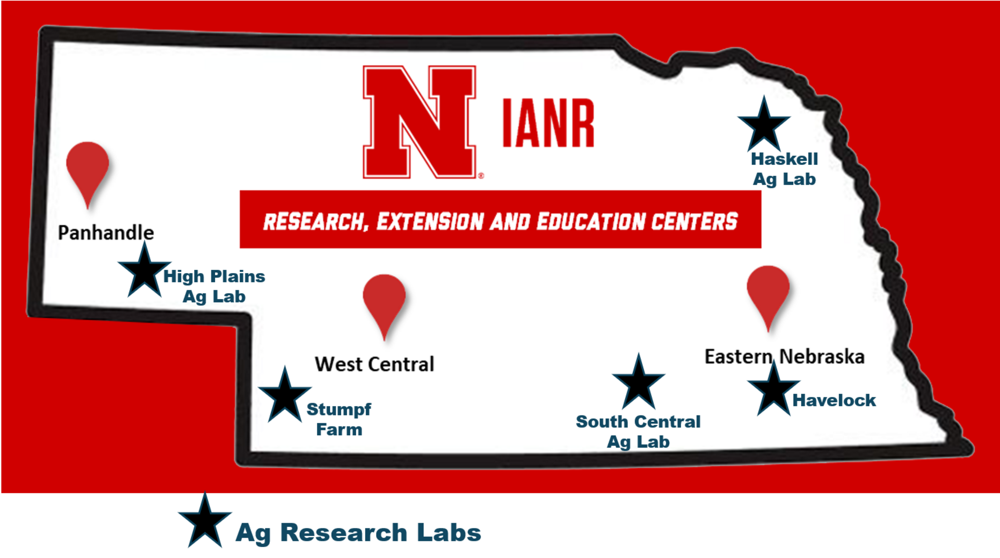 N
®
IANR
Haskell
Ag Lab
RESEARCH, EXTENSION AND EDUCATION CENTERS
Panhandle
High Plains
Ag Lab
West Central
Eastern Nebraska
Stumpf
Farm
Havelock
South Central
Ag Lab
Ag Research Labs